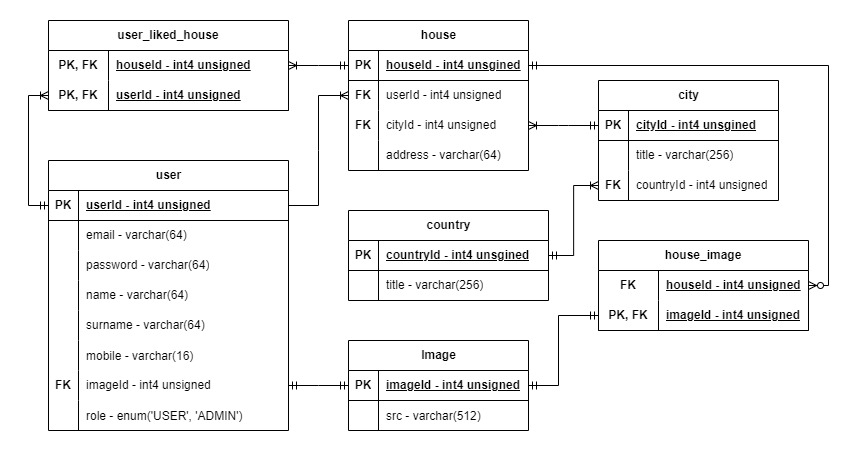 user_liked_house
PK, FK houseId - int4 unsigned
PK, FK userId - int4 unsigned
house
PK houseId - int4 unsgined
FK userId - int4 unsigned
FK cityId - int4 unsigned
address - varchar(64)
city
PK cityId - int4 unsgined
title - varchar(256)
FK countryId - int4 unsigned
user
PK userId - int4 unsigned
email - varchar(64)
password - varchar(64)
name - varchar(64)
surname - varchar(64)
mobile - varchar(16)
FK imageId - int4 unsigned
role - enum('USER', 'ADMIN')
country
PK countryId - int4 unsgined
title - varchar(256)
house_image
FK houseId - int4 unsigned
PK, FK imageId - int4 unsigned
Image
PK imageId - int4 unsigned
src - varchar(512)